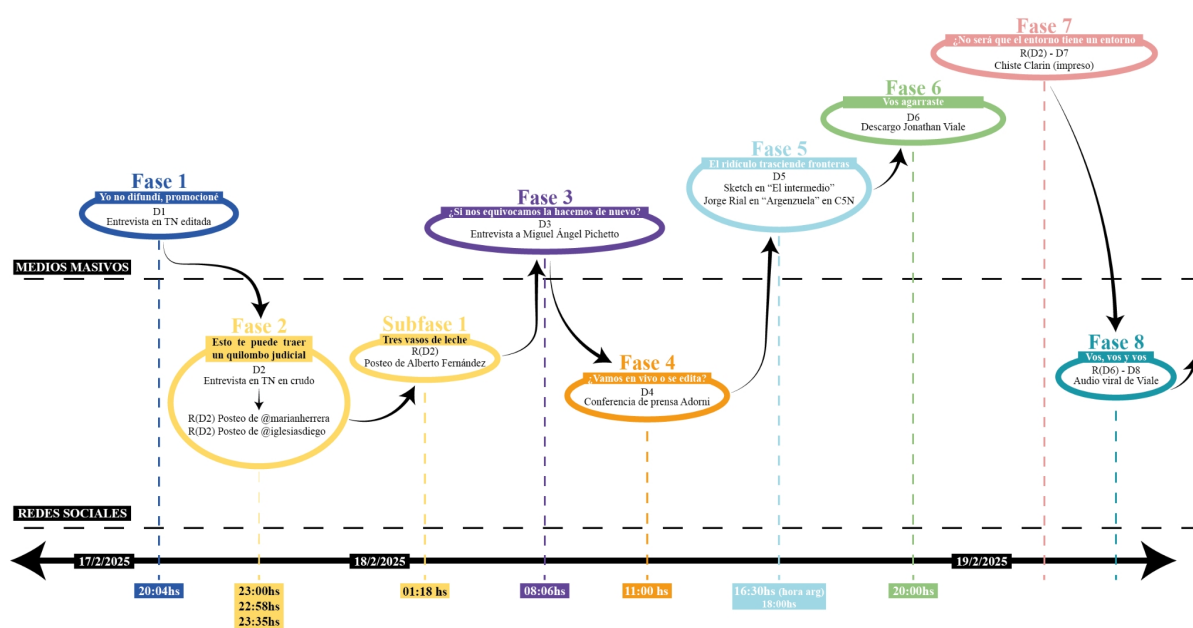 Fase 1
Yo no difundí, promocioné
D1
Entrevista en TN editada
MEDIOS MASIVOS
Fase 2
Esto te puede traer
un quilombo judicial
D2
Entrevista en TN en crudo
R(D2) Posteo de @marianherrera
R(D2) Posteo de @iglesiasdiego
Subfase 1
Tres vasos de leche
R(D2)
Posteo de Alberto Fernández
Fase 3
¿Si nos equivocamos la hacemos de nuevo?
D3
Entrevista a Miguel Ángel Pichetto
Fase 4
¿Vamos en vivo o se edita?
D4
Conferencia de prensa Adorni
Fase 5
El ridículo trasciende fronteras
D5
Sketch en “El intermedio”
Jorge Rial en “Argenzuela” en C5N
Fase 6
Vos agarraste
D6
Descargo Jonathan Viale
Fase 7
¿No será que el entorno tiene un entorno
R(D2) - D7
Chiste Clarin (impreso)
Fase 8
Vos, vos y vos
R(D6) - D8
Audio viral de Viale
REDES SOCIALES
17/2/2025
18/2/2025
19/2/2025
20:04hs
23:00hs
22:58hs
23:35hs
01:18 hs
08:06hs
11:00 hs
16:30hs (hora arg)
18:00hs
20:00hs